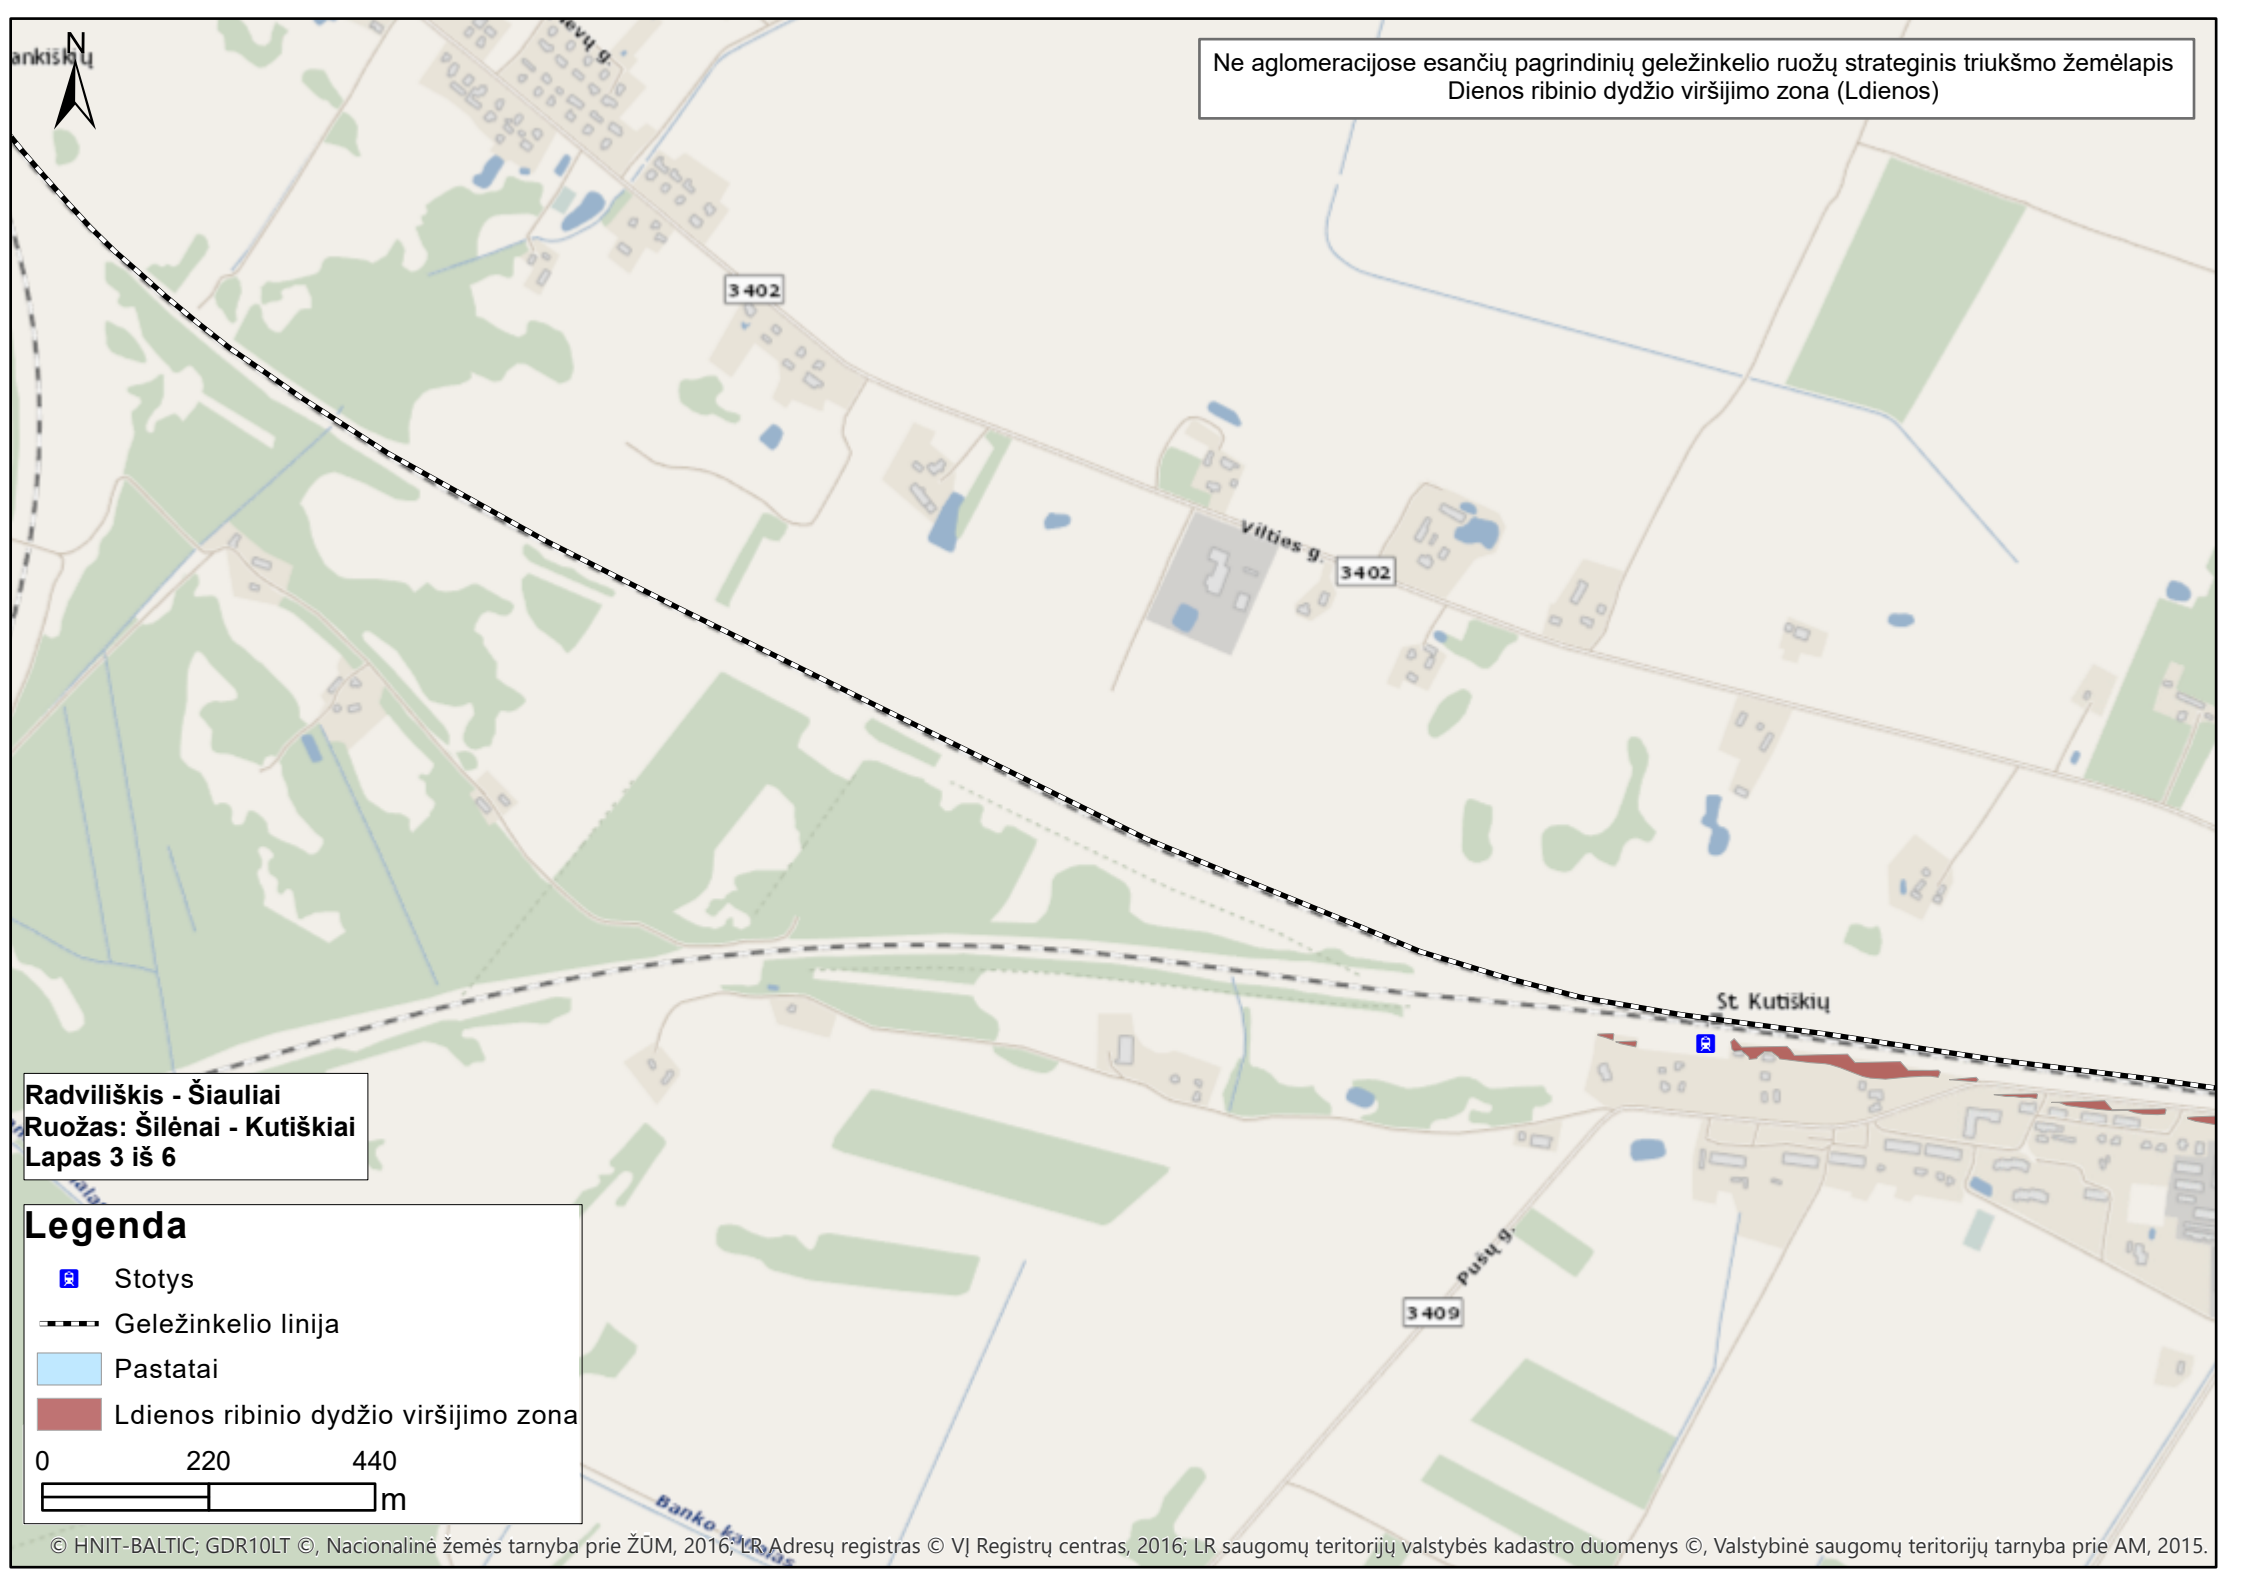 ankiškių
N
Ne aglomeracijose esančių pagrindinių geležinkelio ruožų strateginis triukšmo žemėlapis
Dienos ribinio dydžio viršijimo zona (Ldienos)
3402
Vilties g.
3402
St. Kutiškių
Radviliškis - Šiauliai
Ruožas: Šilėnai - Kutiškiai
Lapas 3 iš 6
Pušų g.
3409
Legenda
Stotys
Geležinkelio linija
Pastatai
Ldienos ribinio dydžio viršijimo zona
0 220 440
m
Banko kanalas
© HNIT-BALTIC; GDR10LT ©, Nacionalinė žemės tarnyba prie ŽŪM, 2016; LR Adresų registras © VĮ Registrų centras, 2016; LR saugomų teritorijų valstybės kadastro duomenys ©, Valstybinė saugomų teritorijų tarnyba prie AM, 2015.